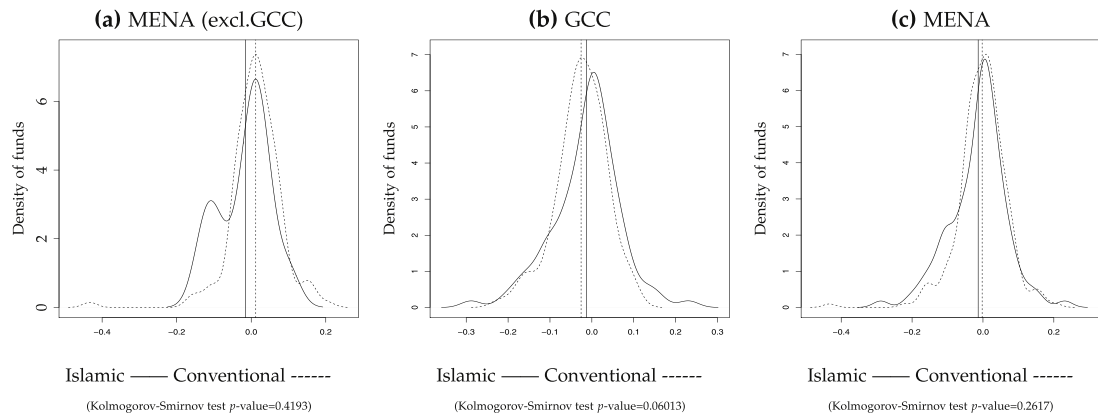 (a) MENA (excl.GCC)
Density of funds
6
4
2
0
−0.4 −0.2 0.0 0.2
Islamic —— Conventional ------
(Kolmogorov-Smirnov test p-value=0.4193)
(b) GCC
Density of funds
7
6
5
4
3
2
1
0
−0.3 −0.2 −0.1 0.0 0.1 0.2 0.3
Islamic —— Conventional ------
(Kolmogorov-Smirnov test p-value=0.06013)
(c) MENA
Density of funds
7
6
5
4
3
2
1
0
−0.4 −0.2 0.0 0.2
Islamic —— Conventional ------
(Kolmogorov-Smirnov test p-value=0.2617)